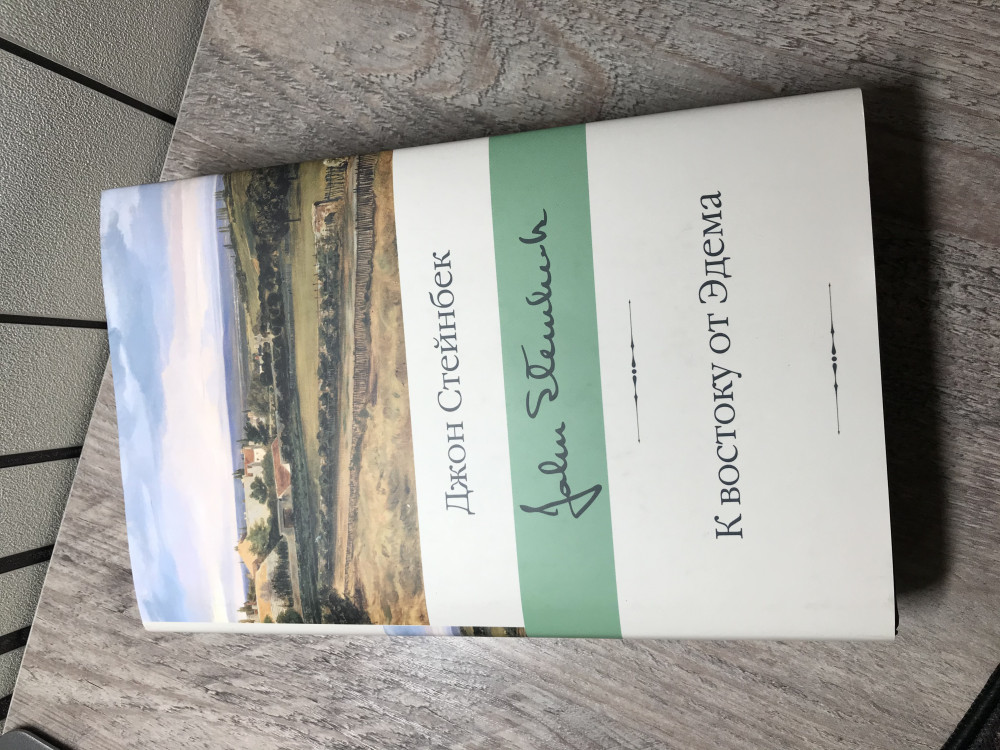 Джон Стейнбек
John Steinbeck
К востоку от Эдема